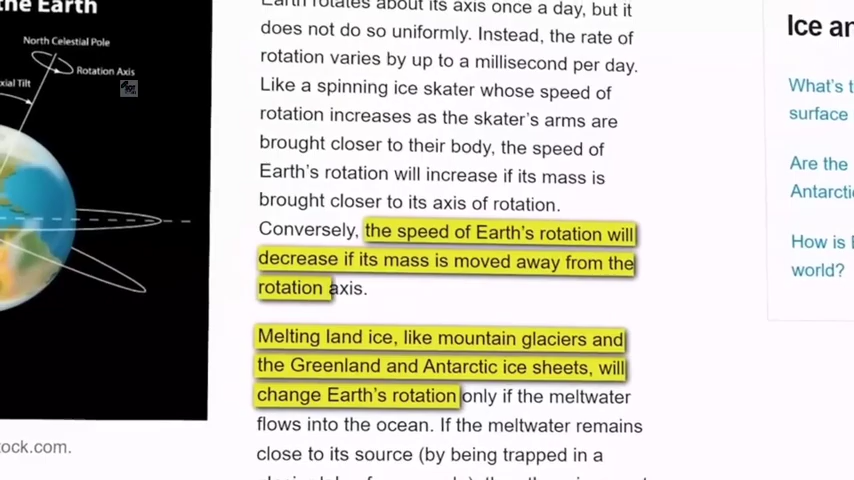 the Earth
North Celestial Pole
Rotation Axis
xial Tilt
ock.com.
Earth rotates about its axis once a day, but it
does not do so uniformly. Instead, the rate of
rotation varies by up to a millisecond per day.
Like a spinning ice skater whose speed of
rotation increases as the skater's arms are
brought closer to their body, the speed of
Earth's rotation will increase if its mass is
brought closer to its axis of rotation.
Conversely, the speed of Earth's rotation will
decrease if its mass is moved away from the
rotation axis.
Melting land ice, like mountain glaciers and
the Greenland and Antarctic ice sheets, will
change Earth's rotation only if the meltwater
flows into the ocean. If the meltwater remains
close to its source (by being trapped in a
Ice an
What's t
surface
Are the
Antarctic
How is
world?